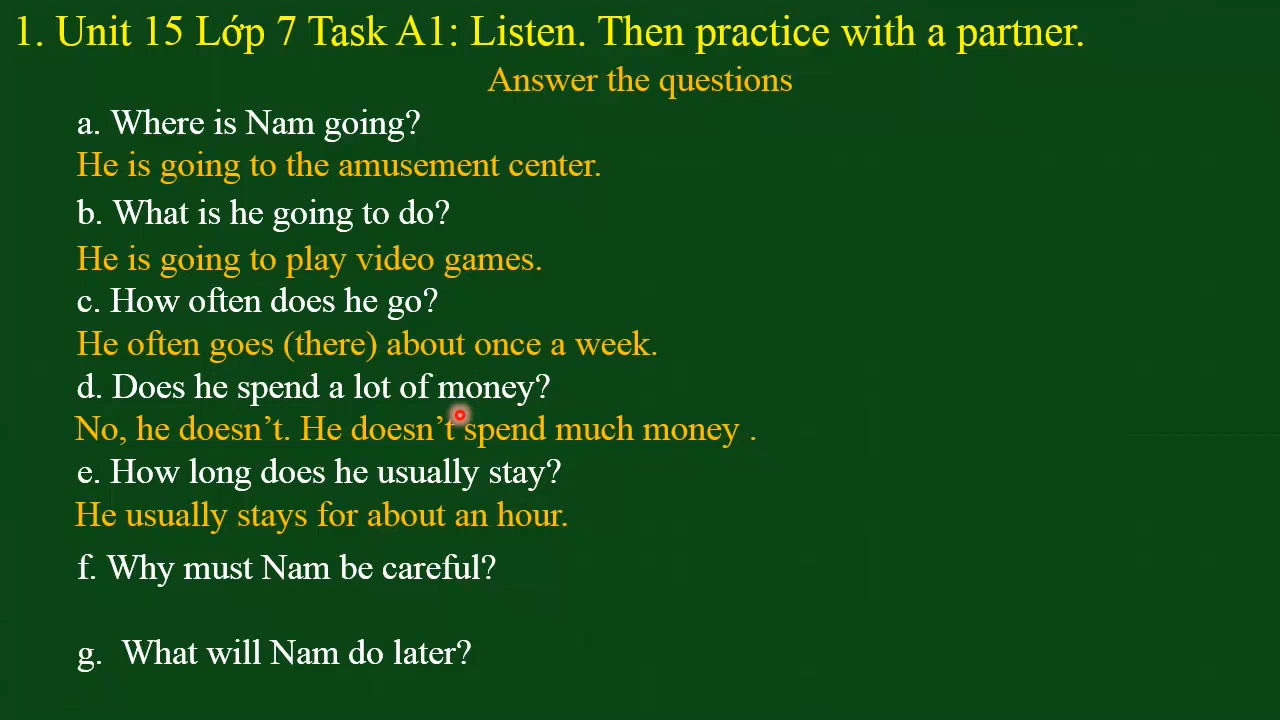 1. Unit 15 Lớp 7 Task A1: Listen. Then practice with a partner.
Answer the questions
a. Where is Nam going?
He is going to the amusement center.
b. What is he going to do?
He is going to play video games.
c. How often does he go?
He often goes (there) about once a week.
d. Does he spend a lot of money?
No, he doesn’t. He doesn’t spend much money .
e. How long does he usually stay?
He usually stays for about an hour.
f. Why must Nam be careful?
g. What will Nam do later?